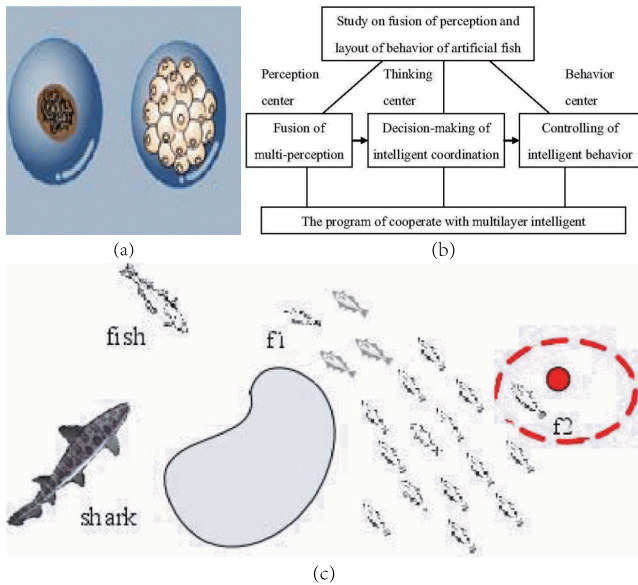 Study on fusion of perception and
layout of behavior of artificial fish
Perception
center
Thinking
center
Behavior
center
Fusion of
multi-perception
Decision-making of
intelligent coordination
Controlling of
intelligent behavior
The program of cooperate with multilayer intelligent
(a)
(b)
fish
f1
f2
shark
(c)